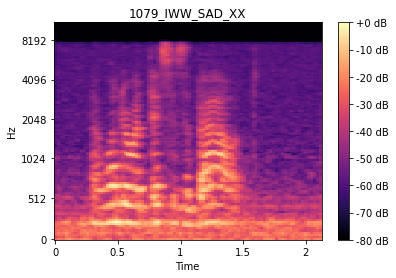 1079_IWW_SAD_XX
+0 dB
8192
-10 dB
4096
-20 dB
-30 dB
2048
-40 dB
Hz
1024
-50 dB
512
-60 dB
-70 dB
0
-80 dB
0 0.5 1 1.5 2
Time